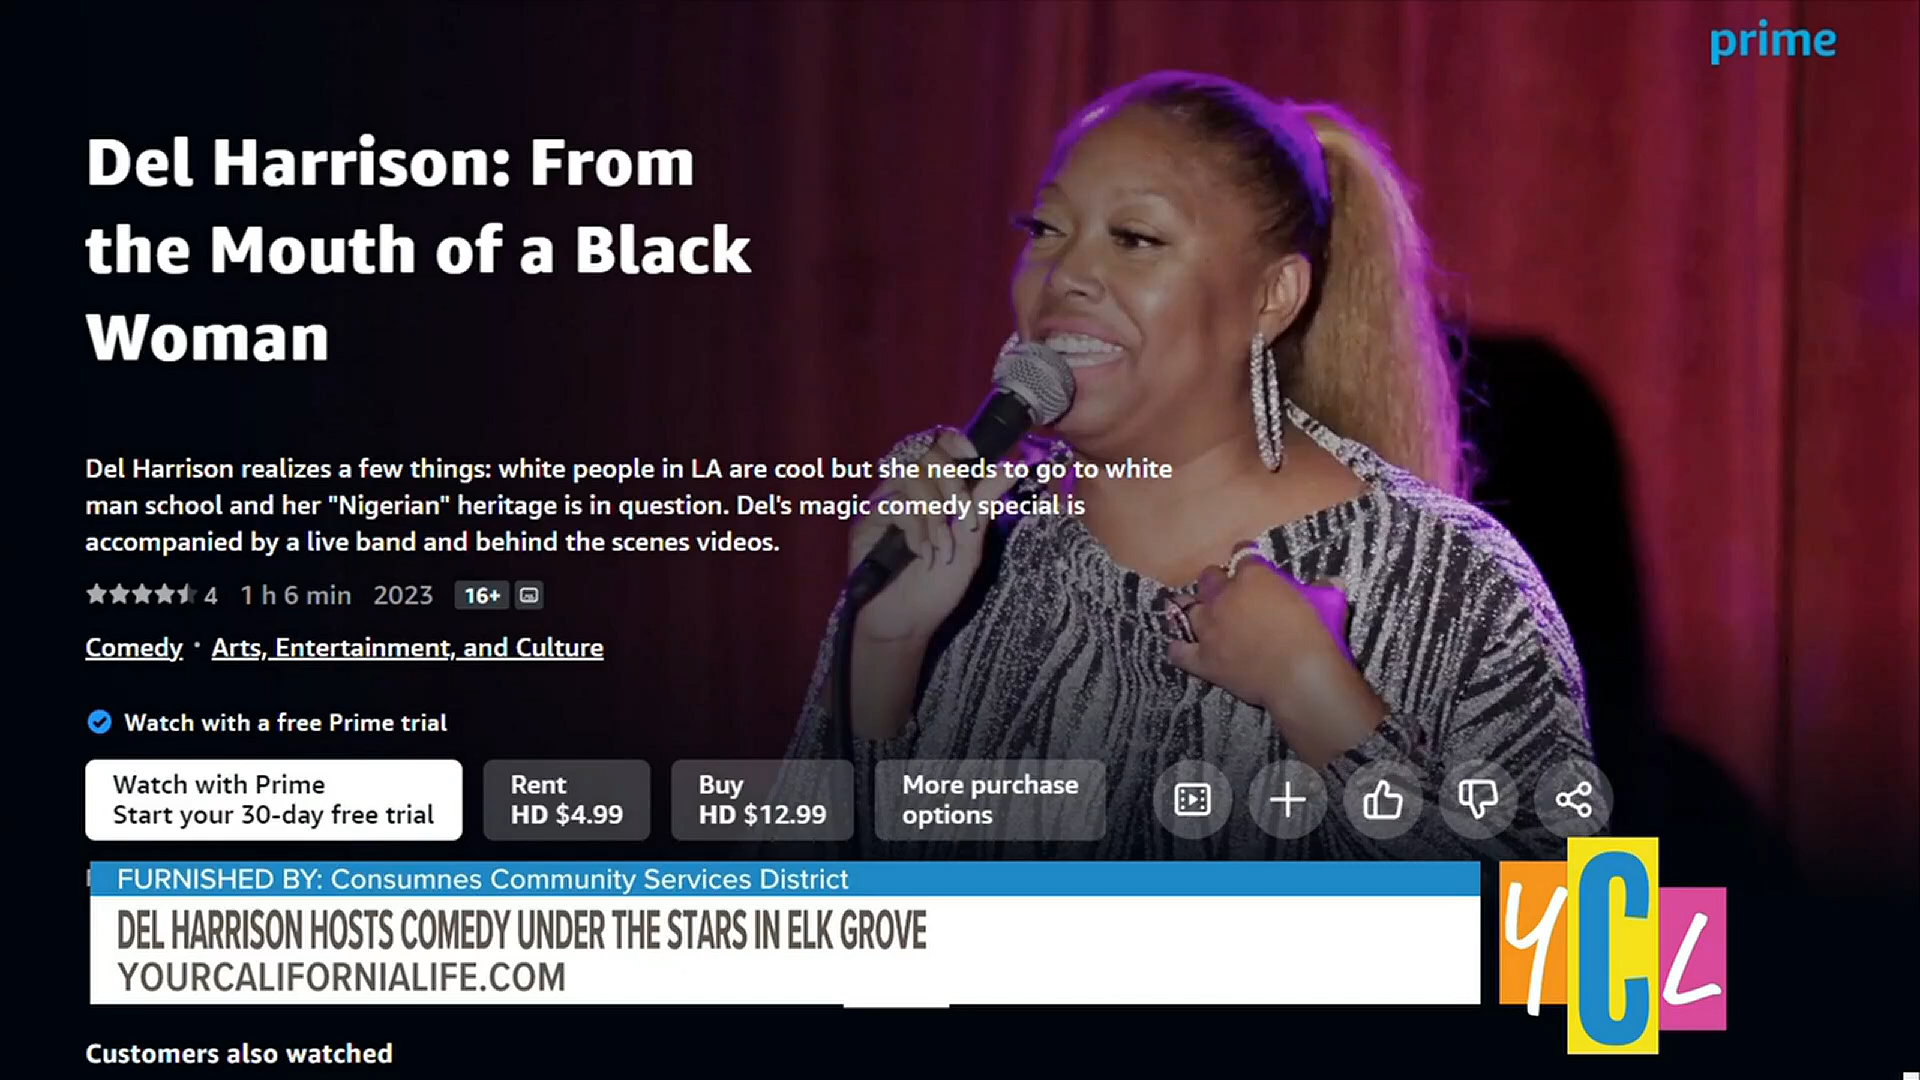 prime
Del Harrison: From
the Mouth of a Black
Woman
Del Harrison realizes a few things: white people in LA are cool but she needs to go to white
man school and her "Nigerian" heritage is in question. Del's magic comedy special is
accompanied by a live band and behind the scenes videos.
4 1 h 6 min 2023 16+
Comedy · Arts, Entertainment, and Culture
Watch with a free Prime trial
Watch with Prime
Start your 30-day free trial
Rent
HD $4.99
Buy
HD $12.99
More purchase
options
FURNISHED BY: Consumnes Community Services District
DEL HARRISON HOSTS COMEDY UNDER THE STARS IN ELK GROVE
YOURCALIFORNIALIFE.COM
YCL
Customers also watched